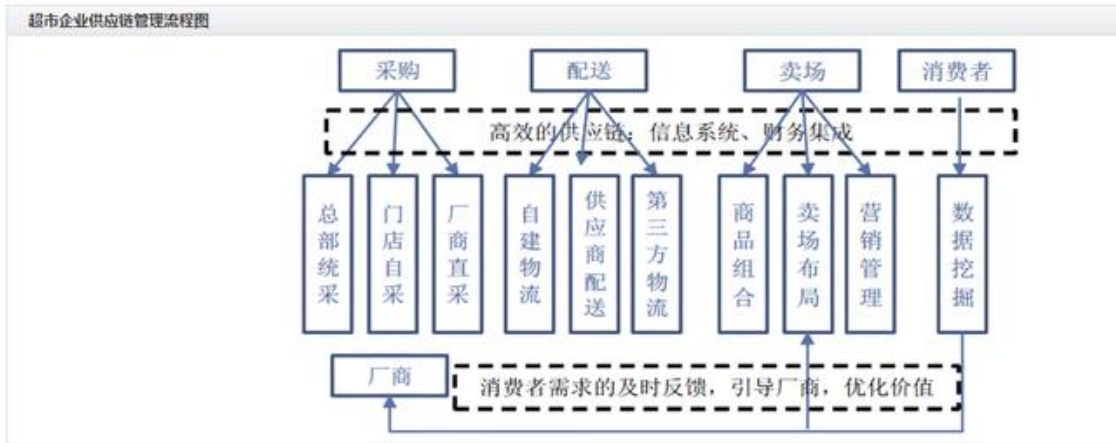 超市企业供应链管理流程图
采购
配送
卖场
消费者
高效的供应链：信息系统、财务集成
总部统采
门店自采
厂商直采
自建物流
供应商配送
第三方物流
商品组合
卖场布局
营销管理
数据挖掘
厂商
消费者需求的及时反馈，引导厂商，优化价值